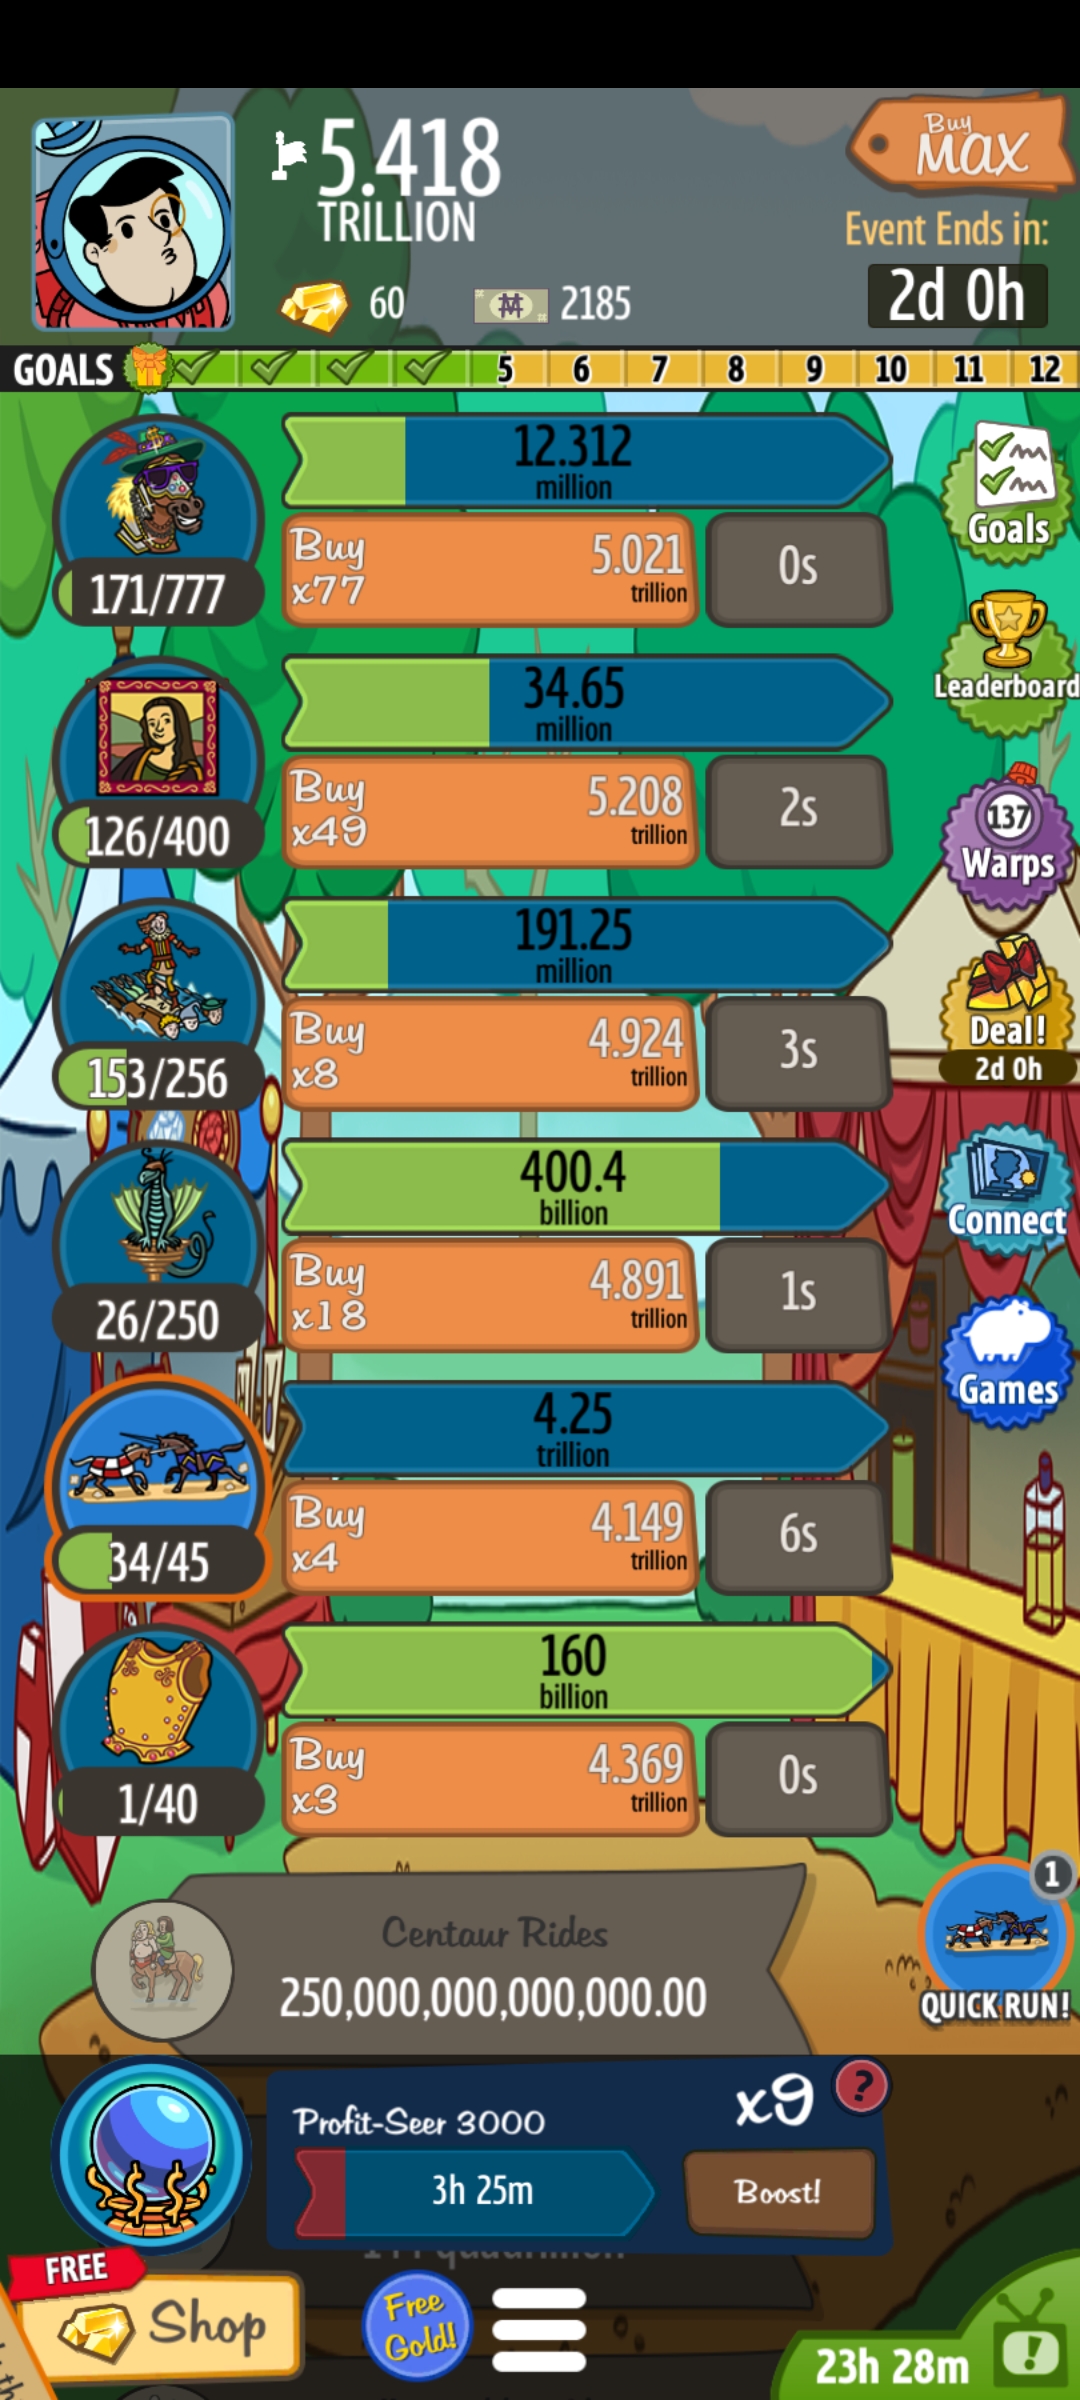 5.418
TRILLION
Buy
MAX
Event Ends in:
2d 0h
60
2185
GOALS
5
6
7
8
9
10
11
12
12.312
million
171/777
Buy
x77
5.021
trillion
0s
Goals
34.65
million
126/400
Buy
x49
5.208
trillion
2s
Leaderboard
137
Warps
191.25
million
153/256
Buy
x8
4.924
trillion
3s
Deal!
2d 0h
400.4
billion
26/250
Buy
x18
4.891
trillion
1s
Connect
Games
4.25
trillion
34/45
Buy
x4
4.149
trillion
6s
160
billion
1/40
Buy
x3
4.369
trillion
0s
Centaur Rides
250,000,000,000,000.00
1
QUICK RUN!
Profit-Seer 3000
x9
?
3h 25m
Boost!
FREE
Shop
Free
Gold!
23h 28m
!